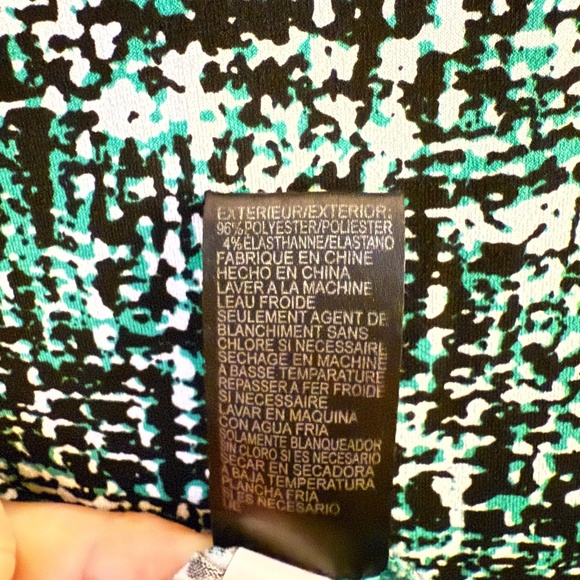 EXTERIEUR/EXTERIOR:
96%POLYESTER/POLIESTER
4%ÉLASTHANNE/ELASTANO
FABRIQUE EN CHINE
HECHO EN CHINA
LAVER A LA MACHINE
LEAU FROIDE
SEULEMENT AGENT DE
BLANCHIMENT SANS
CHLORE SI NECESSAIRE
SECHAGE EN MACHINE
A BASSE TEMPARATURE
REPASSER A FER FROIDE
SI NECESSAIRE
LAVAR EN MAQUINA
CON AGUA FRIA
SOLAMENTE BLANQUEADOR
SIN CLORO SI ES NECESARIO
SECAR EN SECADORA
A BAJA TEMPERATURA
PLANCHA FRIA
SI ES NECESARIO